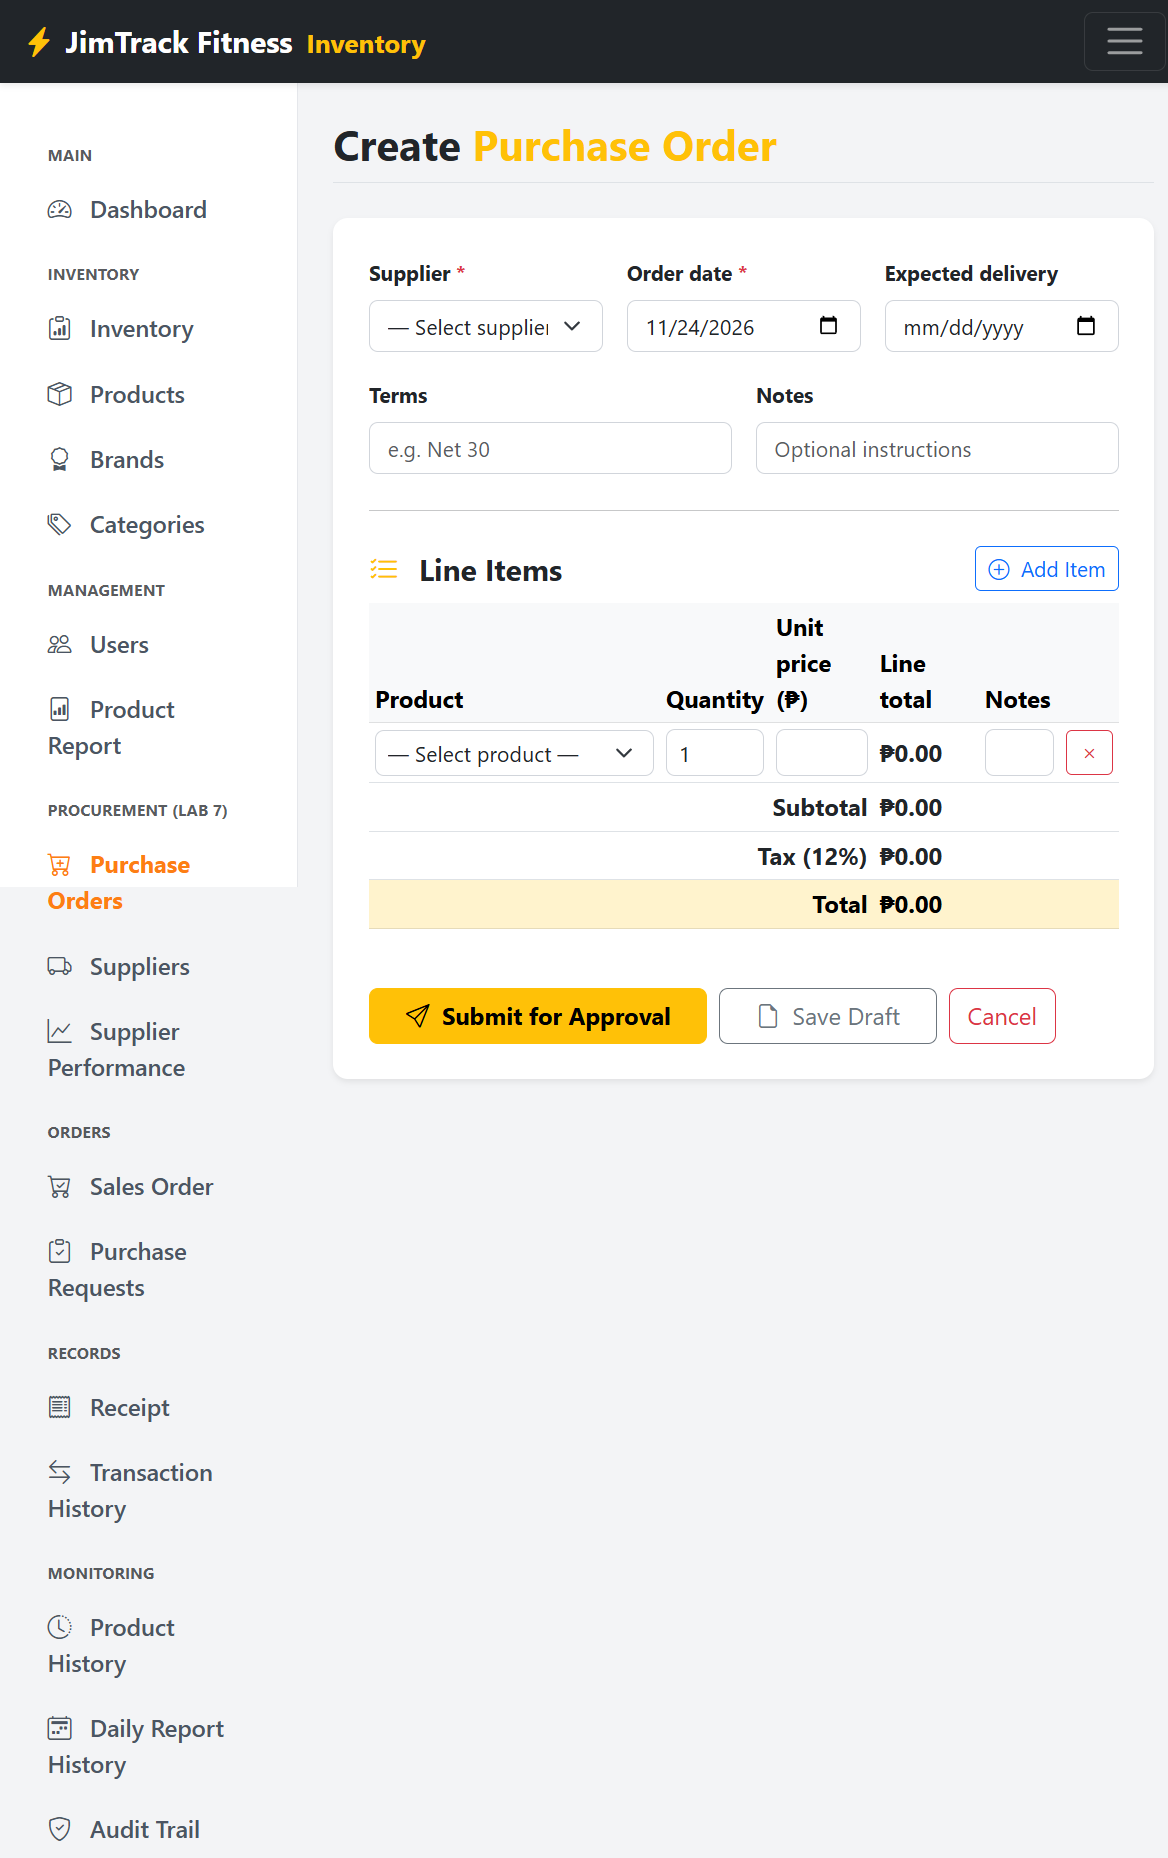 JimTrack Fitness Inventory
MAIN
Dashboard
INVENTORY
Inventory
Products
Brands
Categories
MANAGEMENT
Users
Product
Report
PROCUREMENT (LAB 7)
Purchase
Orders
Suppliers
Supplier
Performance
ORDERS
Sales Order
Purchase
Requests
RECORDS
Receipt
Transaction
History
MONITORING
Product
History
Daily Report
History
Audit Trail
Create Purchase Order
Supplier * Order date * Expected delivery
— Select supplier 11/24/2026 mm/dd/yyyy
Terms Notes
e.g. Net 30 Optional instructions
Line Items Add Item
Product Quantity Unit price (₱) Line total Notes
— Select product — 1 ₱0.00 ×
Subtotal ₱0.00
Tax (12%) ₱0.00
Total ₱0.00
Submit for Approval Save Draft Cancel